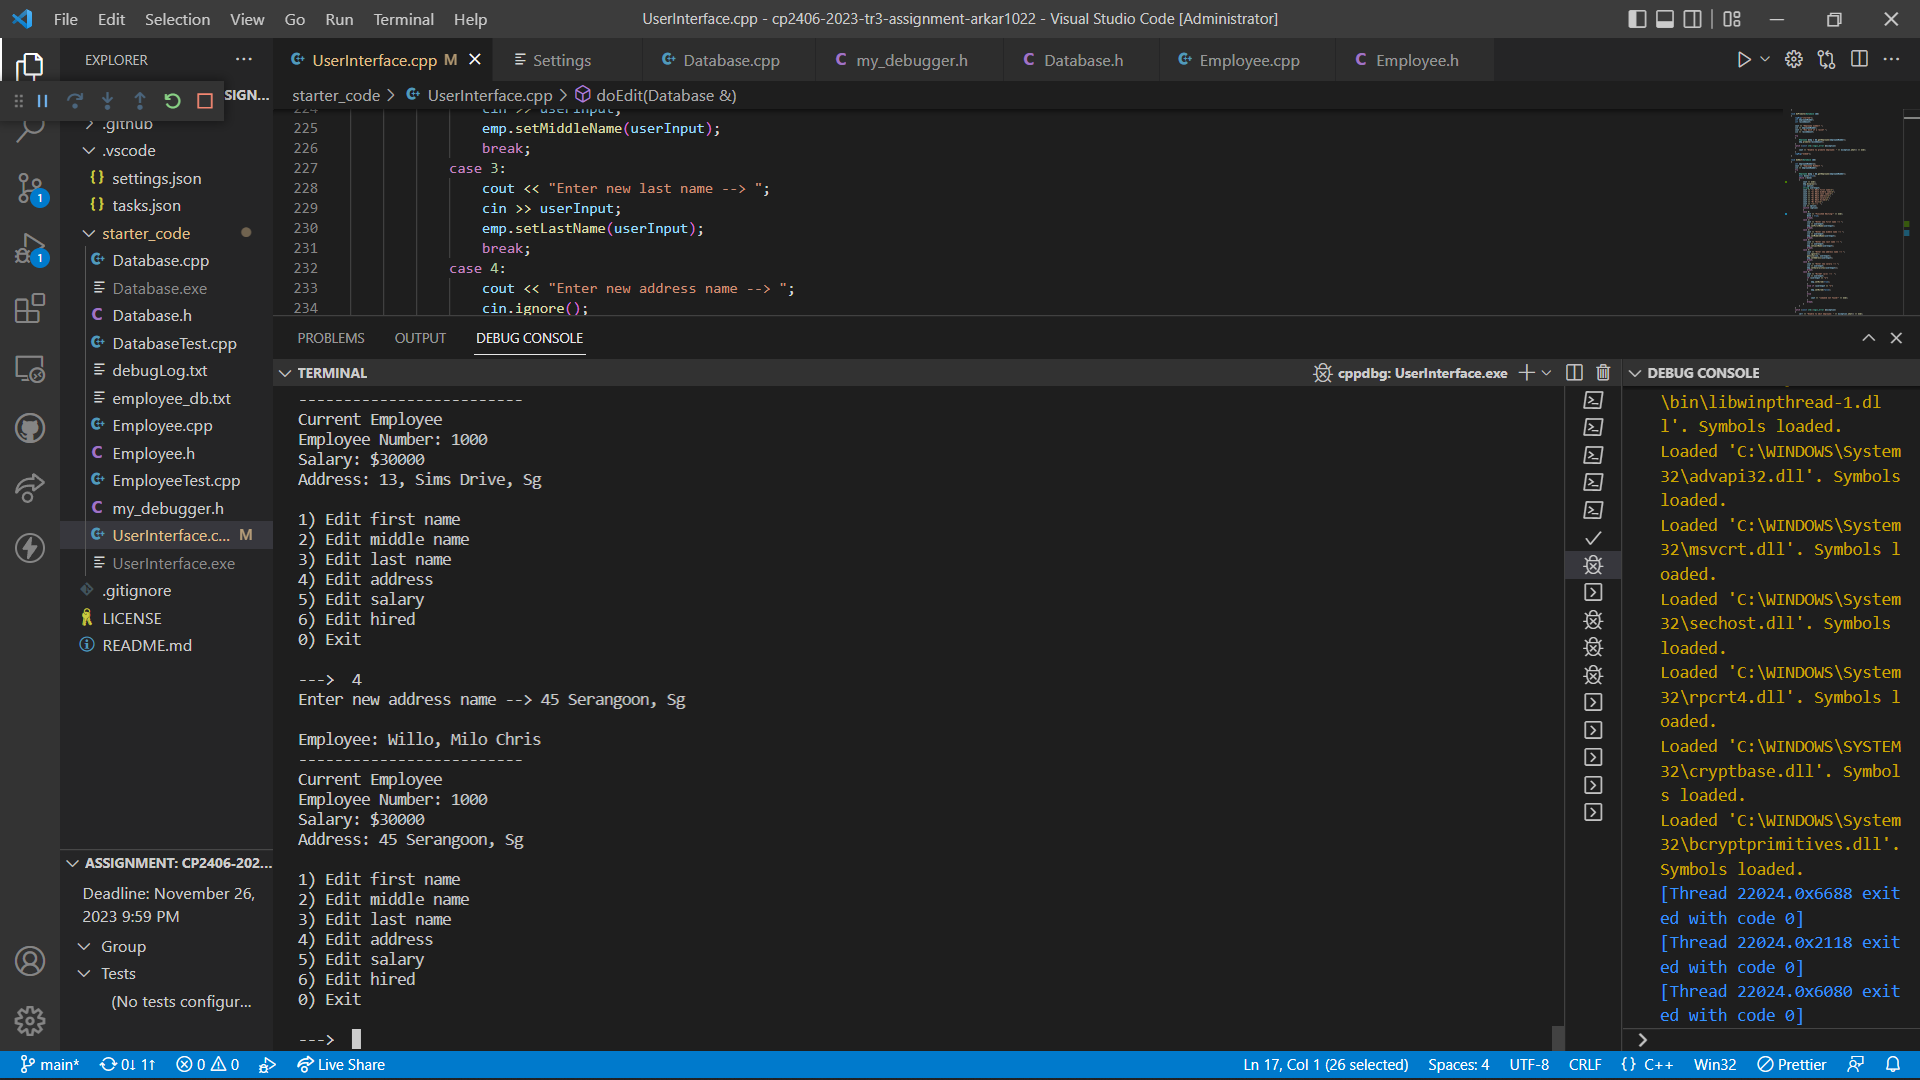 File Edit Selection View Go Run Terminal Help
UserInterface.cpp - cp2406-2023-tr3-assignment-arkar1022 - Visual Studio Code [Administrator]
EXPLORER
UserInterface.cpp M
Settings
Database.cpp
my_debugger.h
Database.h
Employee.cpp
Employee.h
SIGN...
.github
.vscode
settings.json
tasks.json
starter_code
Database.cpp
Database.exe
Database.h
DatabaseTest.cpp
debugLog.txt
employee_db.txt
Employee.cpp
Employee.h
EmployeeTest.cpp
my_debugger.h
UserInterface.c... M
UserInterface.exe
.gitignore
LICENSE
README.md
1
1
ASSIGNMENT: CP2406-202...
Deadline: November 26,
2023 9:59 PM
Group
Tests
(No tests configur...
starter_code > UserInterface.cpp > doEdit(Database &)
224 cin >> userInput;
225 emp.setMiddleName(userInput);
226 break;
227 case 3:
228 cout << "Enter new last name --> ";
229 cin >> userInput;
230 emp.setLastName(userInput);
231 break;
232 case 4:
233 cout << "Enter new address name --> ";
234 cin.ignore();
PROBLEMS OUTPUT DEBUG CONSOLE
TERMINAL
cppdbg: UserInterface.exe
-------------------------
Current Employee
Employee Number: 1000
Salary: $30000
Address: 13, Sims Drive, Sg
1) Edit first name
2) Edit middle name
3) Edit last name
4) Edit address
5) Edit salary
6) Edit hired
0) Exit
---> 4
Enter new address name --> 45 Serangoon, Sg
Employee: Willo, Milo Chris
-------------------------
Current Employee
Employee Number: 1000
Salary: $30000
Address: 45 Serangoon, Sg
1) Edit first name
2) Edit middle name
3) Edit last name
4) Edit address
5) Edit salary
6) Edit hired
0) Exit
--->
DEBUG CONSOLE
\bin\libwinpthread-1.dl
l'. Symbols loaded.
Loaded 'C:\WINDOWS\System
32\advapi32.dll'. Symbols
loaded.
Loaded 'C:\WINDOWS\System
32\msvcrt.dll'. Symbols l
oaded.
Loaded 'C:\WINDOWS\System
32\sechost.dll'. Symbols
loaded.
Loaded 'C:\WINDOWS\System
32\rpcrt4.dll'. Symbols l
oaded.
Loaded 'C:\WINDOWS\SYSTEM
32\cryptbase.dll'. Symbol
s loaded.
Loaded 'C:\WINDOWS\System
32\bcryptprimitives.dll'.
Symbols loaded.
[Thread 22024.0x6688 exit
ed with code 0]
[Thread 22024.0x2118 exit
ed with code 0]
[Thread 22024.0x6080 exit
ed with code 0]
main* 0↓ 1↑ 0 0 Live Share
Ln 17, Col 1 (26 selected) Spaces: 4 UTF-8 CRLF {} C++ Win32 Prettier